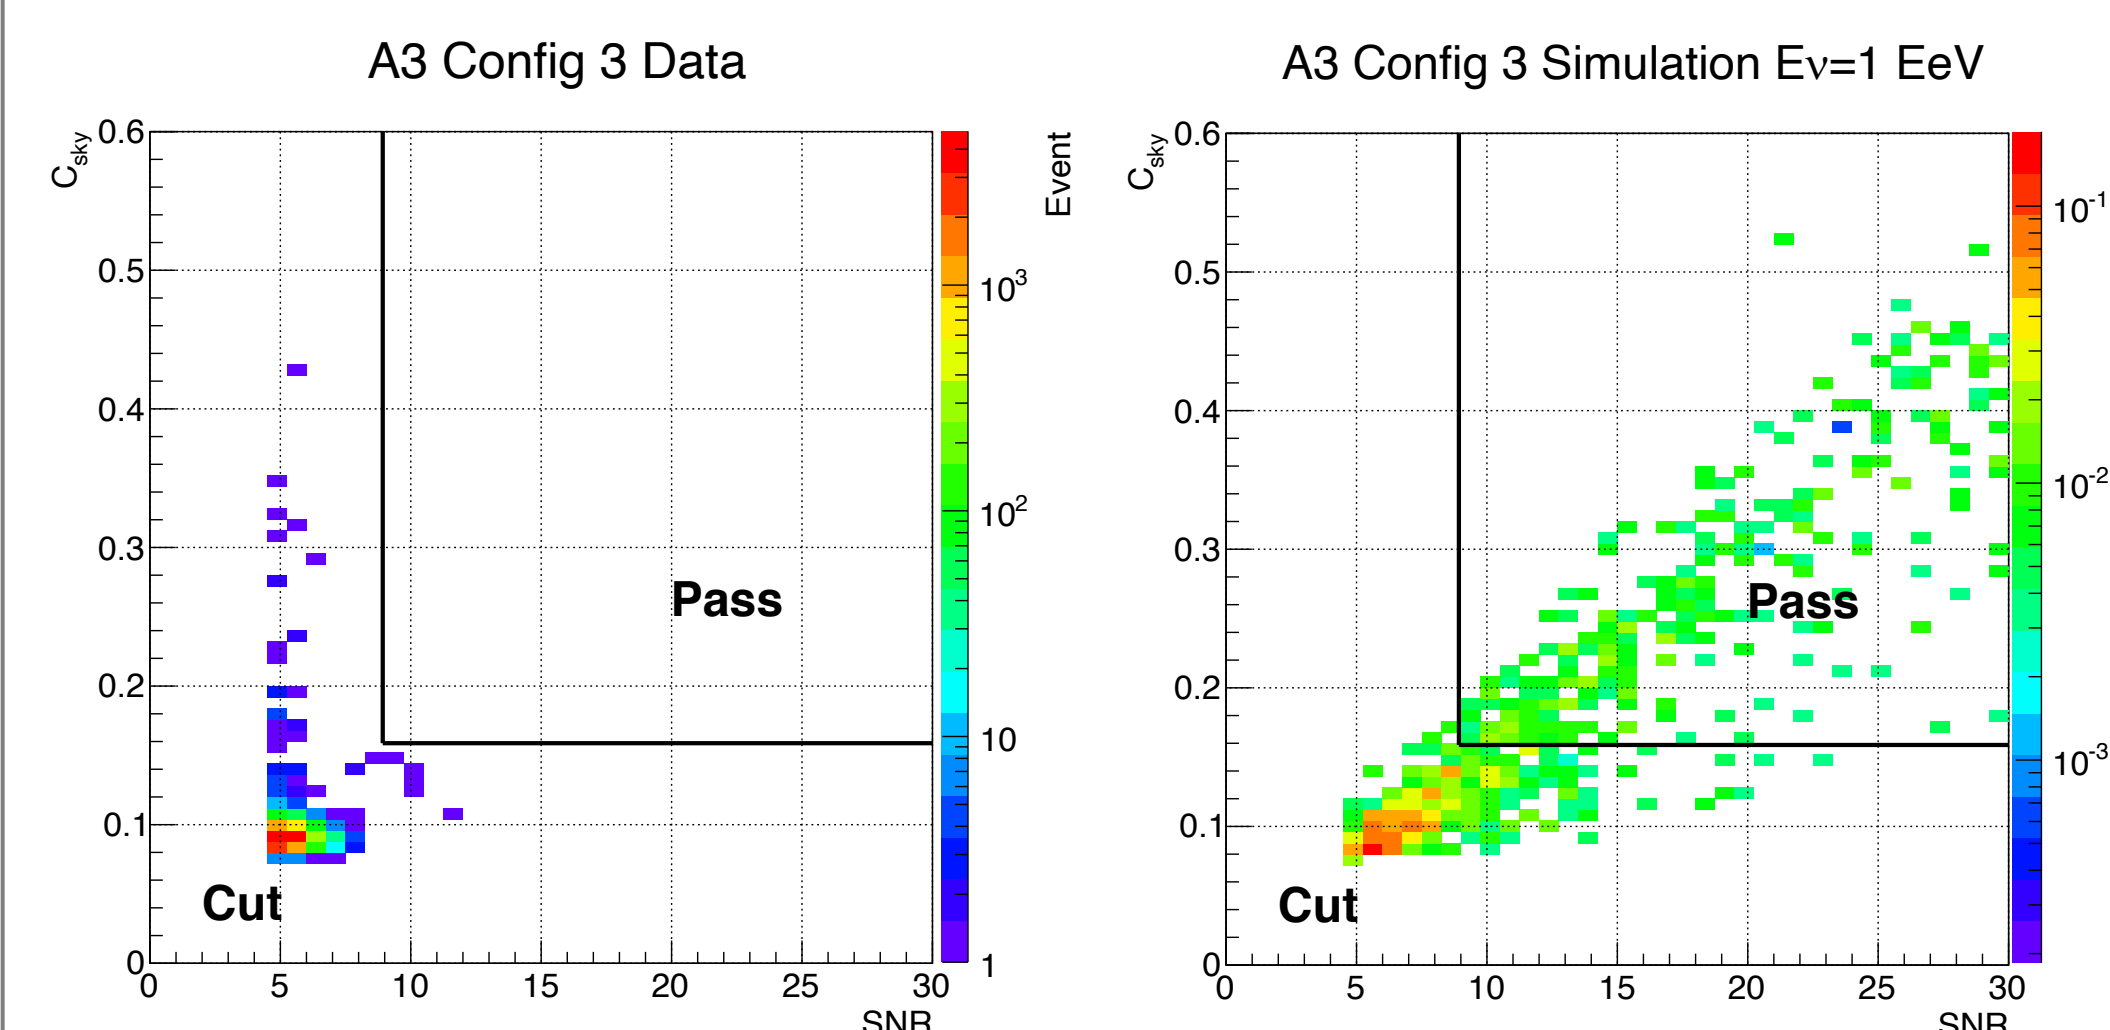 A3 Config 3 Data
C_sky
0.6
0.5
0.4
0.3
0.2
0.1
0
0 5 10 15 20 25 30
SNR
Pass
Cut
Event
10^3
10^2
10
1
A3 Config 3 Simulation Eν=1 EeV
C_sky
0.6
0.5
0.4
0.3
0.2
0.1
0
0 5 10 15 20 25 30
SNR
Pass
Cut
10^-1
10^-2
10^-3